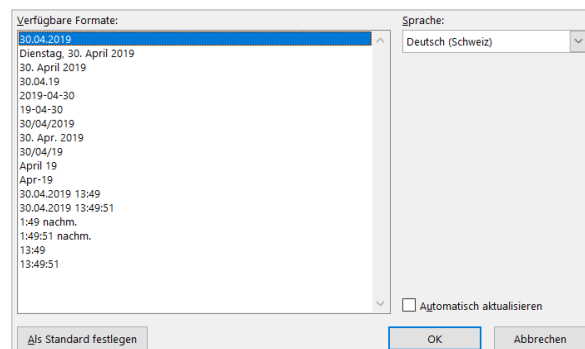 Verfügbare Formate:
Sprache:
30.04.2019
Deutsch (Schweiz)
Dienstag, 30. April 2019
30. April 2019
30.04.19
2019-04-30
19-04-30
30/04/2019
30. Apr. 2019
30/04/19
April 19
Apr-19
30.04.2019 13:49
30.04.2019 13:49:51
1:49 nachm.
1:49:51 nachm.
13:49
13:49:51
Automatisch aktualisieren
Als Standard festlegen
OK
Abbrechen